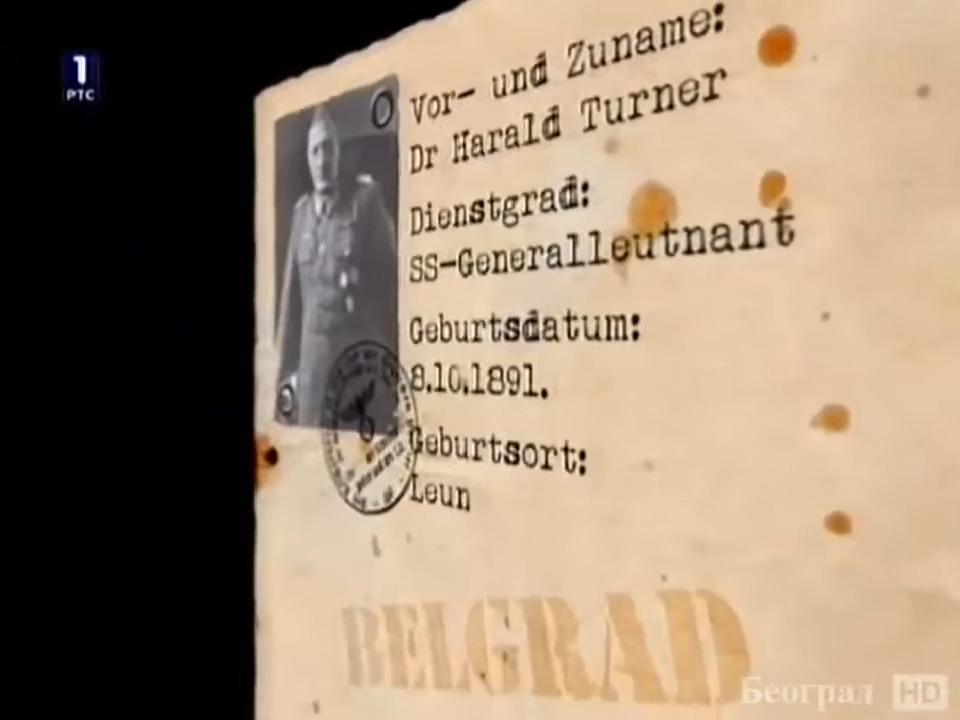 1
РТС
Vor- und Zuname:
Dr Harald Turner
Dienstgrad:
SS-Generalleutnant
Geburtsdatum:
8.10.1891.
Geburtsort:
Leun
BELGRAD
Београд HD